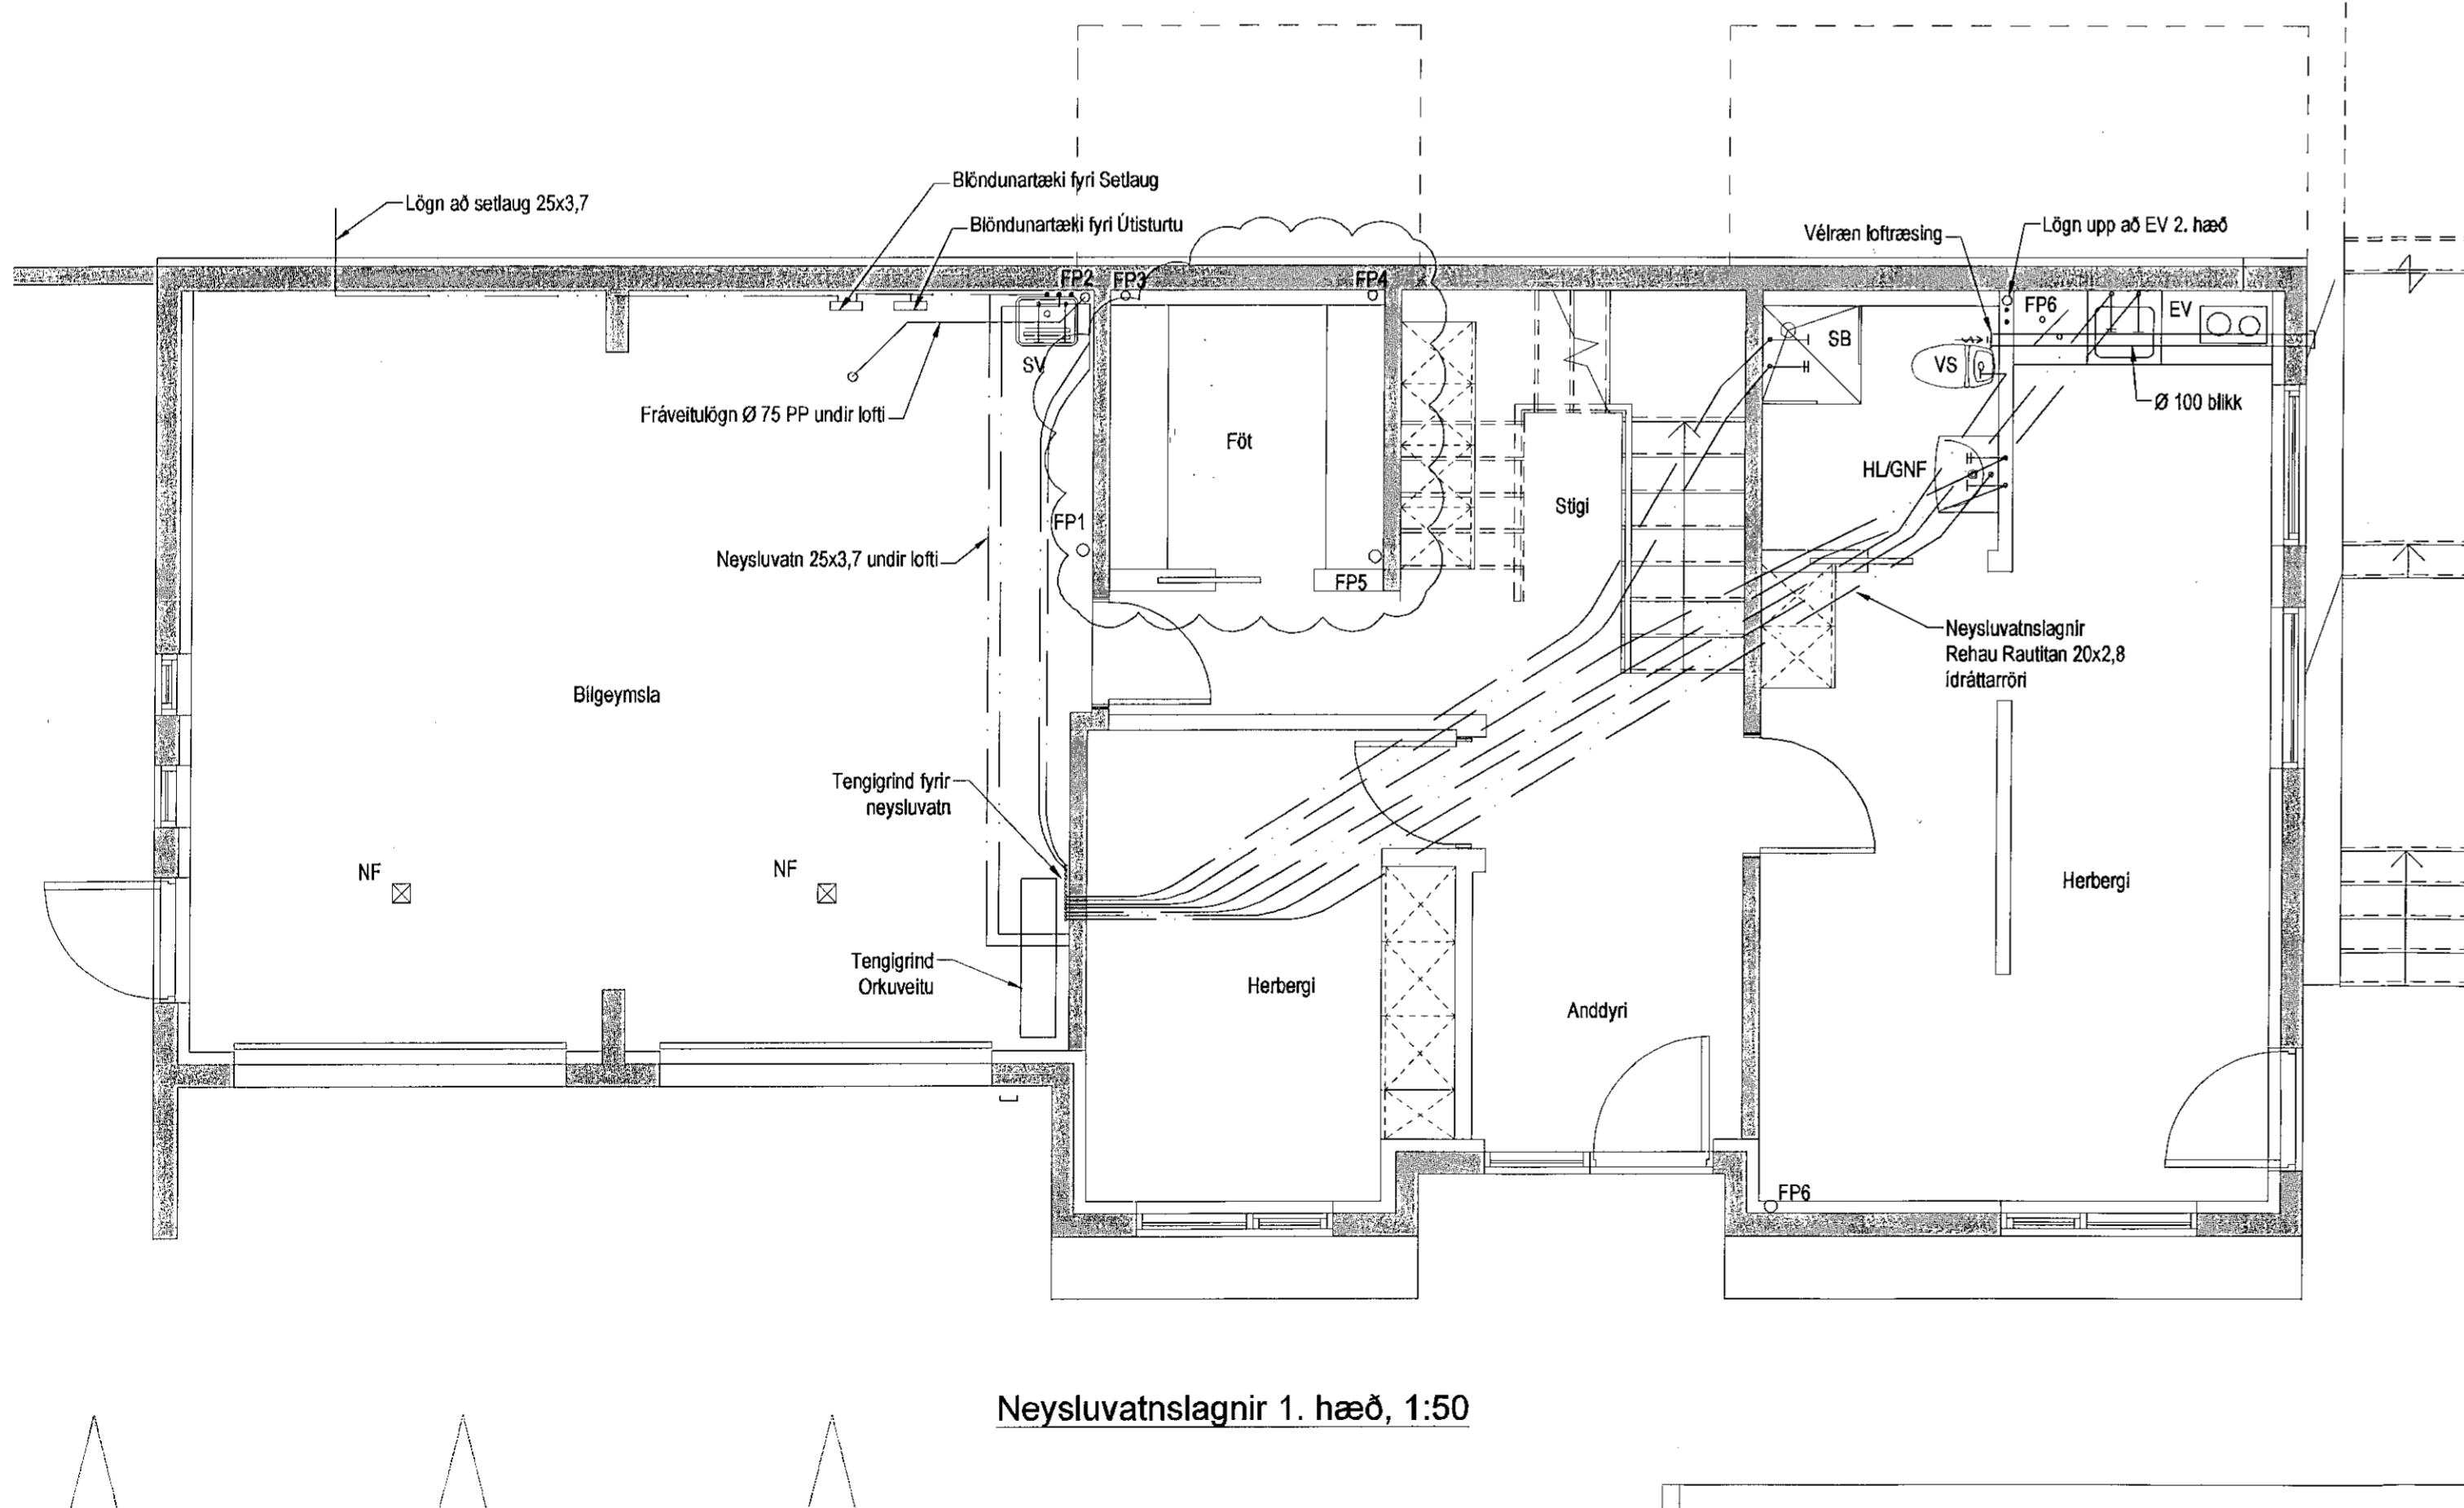 Blöndunartæki fyri Setlaug
Lögn að setlaug 25x3,7
Blöndunartæki fyri Útisturtu
Vélræn loftræsing
Lögn upp að EV 2. hæð
FP2
FP3
FP4
FP6
EV
SB
VS
SV
Ø 100 blikk
Fráveitulögn Ø 75 PP undir lofti
Föt
HL/GNF
Stigi
FP1
Neysluvatn 25x3,7 undir lofti
FP5
Neysluvatnslagnir
Rehau Rautitan 20x2,8
ídráttarröri
Bílgeymsla
Tengigrind fyrir
neysluvatn
NF
NF
Herbergi
Tengigrind
Orkuveitu
Herbergi
Anddyri
FP6
Neysluvatnslagnir 1. hæð, 1:50